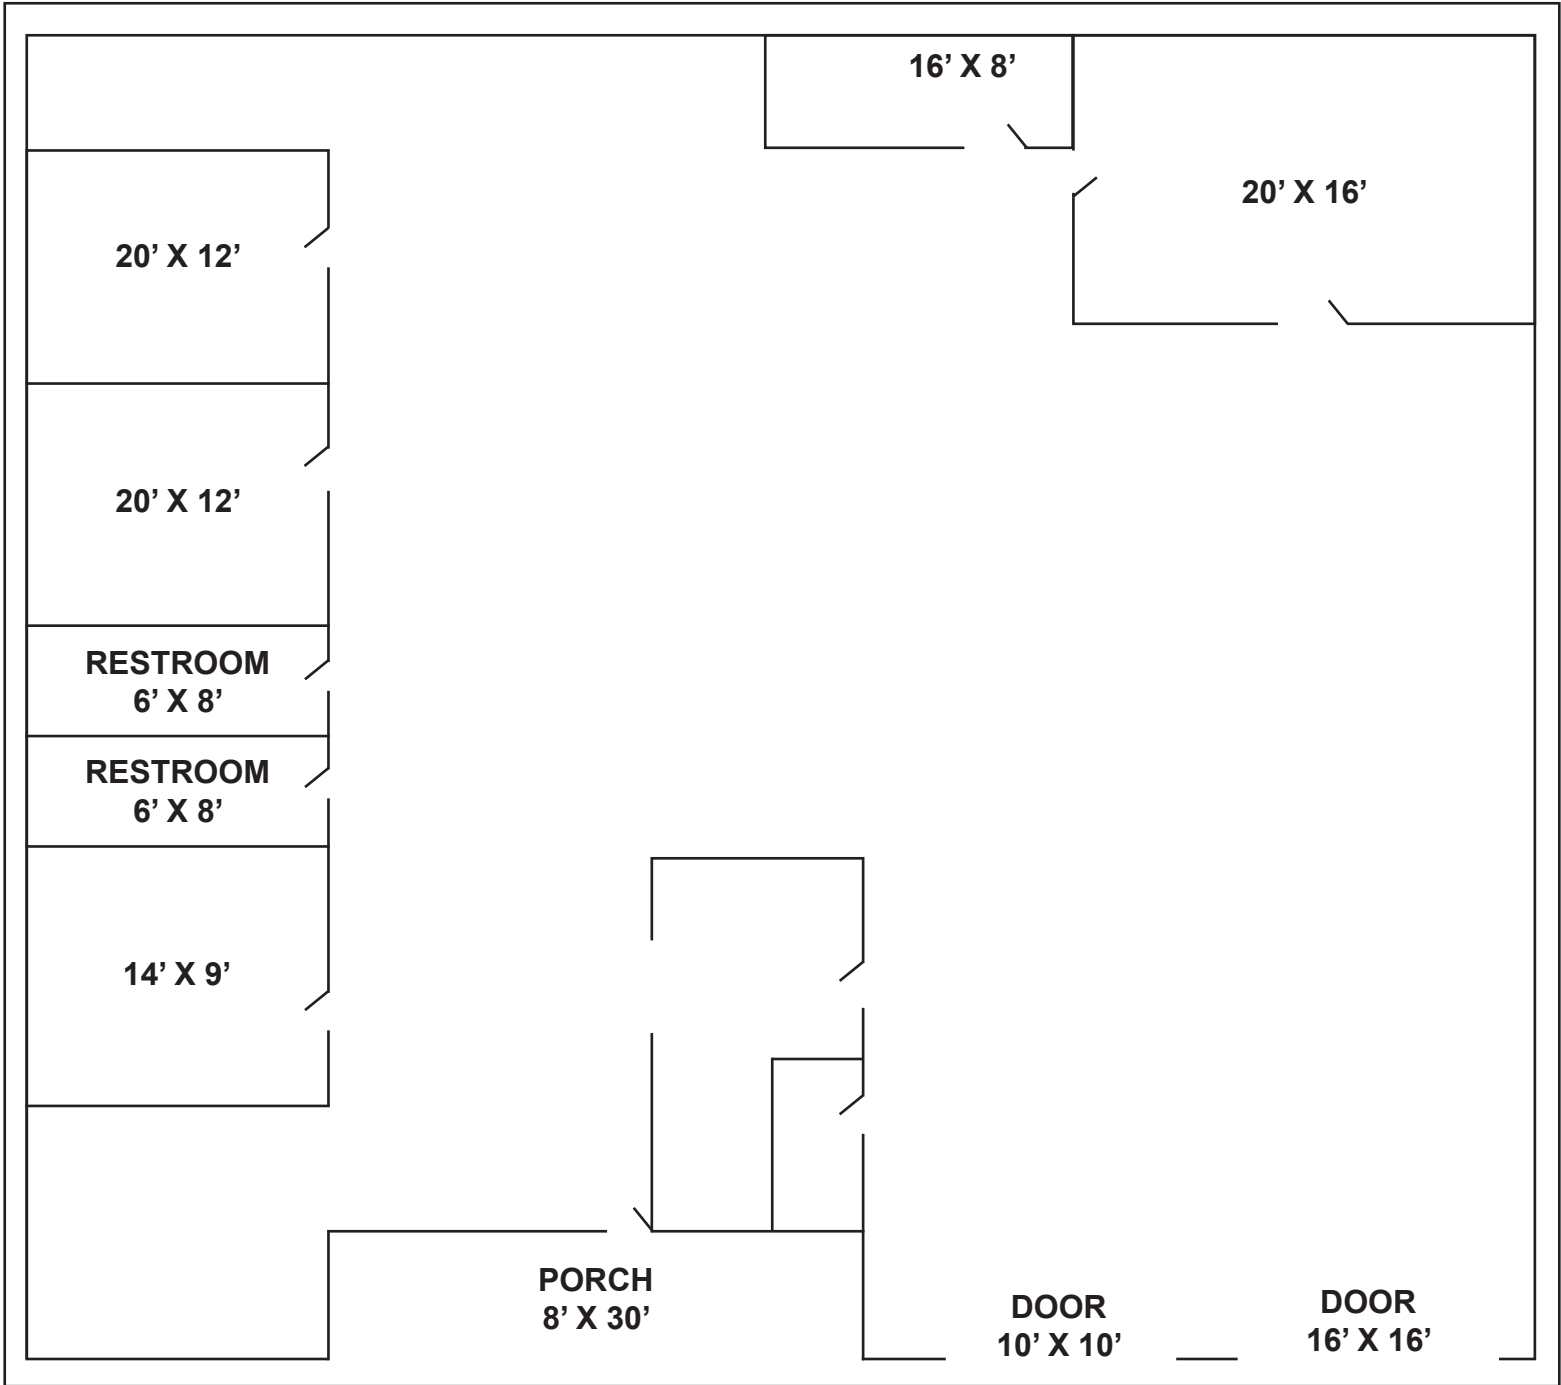 16’ X 8’
20’ X 16’
20’ X 12’
20’ X 12’
RESTROOM
6’ X 8’
RESTROOM
6’ X 8’
14’ X 9’
PORCH
8’ X 30’
DOOR
10’ X 10’
DOOR
16’ X 16’